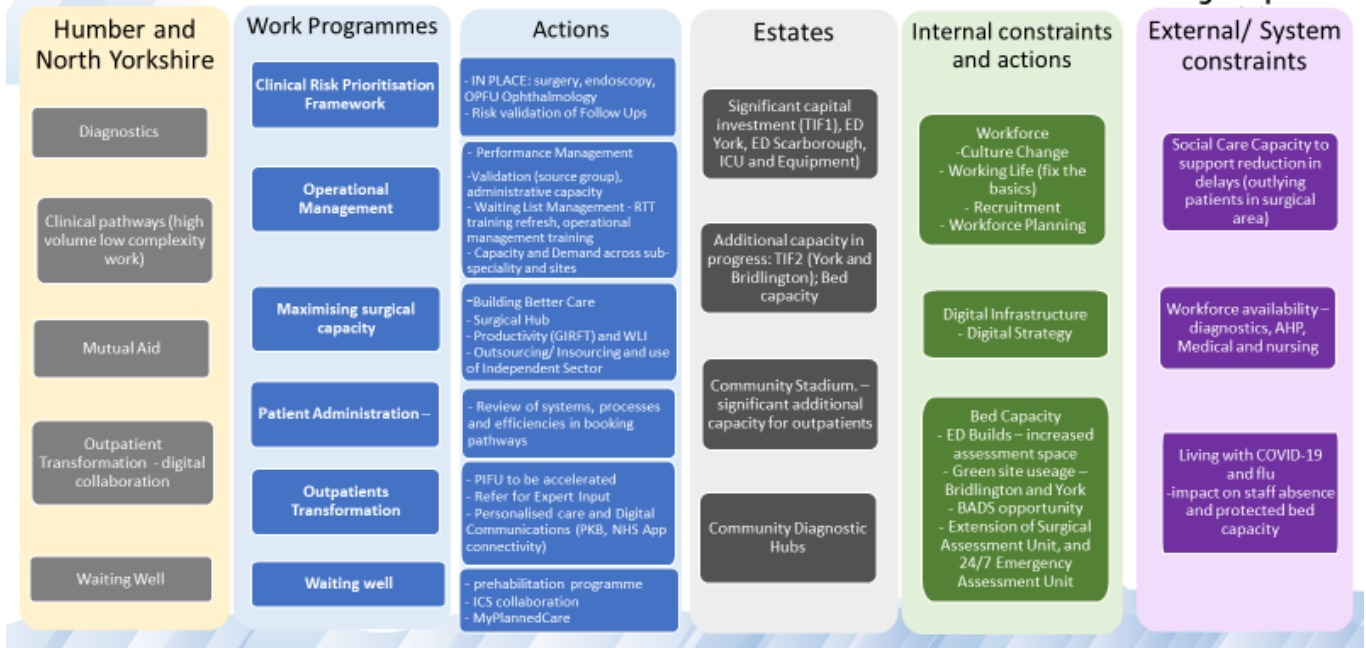 Humber and
North Yorkshire
Diagnostics
Clinical pathways (high
volume low complexity
work)
Mutual Aid
Outpatient
Transformation - digital
collaboration
Waiting Well
Work Programmes
Clinical Risk Prioritisation
Framework
Operational
Management
Maximising surgical
capacity
Patient Administration –
Outpatients
Transformation
Waiting well
Actions
- IN PLACE: surgery, endoscopy,
OPFU Ophthalmology
- Risk validation of Follow Ups
- Performance Management
-Validation (source group),
administrative capacity
- Waiting List Management - RTT
training refresh, operational
management training
- Capacity and Demand across sub-
speciality and sites
-Building Better Care
- Surgical Hub
- Productivity (GIRFT) and WLI
- Outsourcing/ Insourcing and use
of Independent Sector
- Review of systems, processes
and efficiencies in booking
pathways
- PIFU to be accelerated
- Refer for Expert Input
- Personalised care and Digital
Communications (PKB, NHS App
connectivity)
- prehabilitation programme
- ICS collaboration
- MyPlannedCare
Estates
Significant capital
investment (TIF1), ED
York, ED Scarborough,
ICU and Equipment)
Additional capacity in
progress: TIF2 (York and
Bridlington); Bed
capacity
Community Stadium. –
significant additional
capacity for outpatients
Community Diagnostic
Hubs
Internal constraints
and actions
Workforce
-Culture Change
- Working Life (fix the
basics)
- Recruitment
- Workforce Planning
Digital Infrastructure
- Digital Strategy
Bed Capacity
- ED Builds – increased
assessment space
- Green site useage –
Bridlington and York
- BADS opportunity
- Extension of Surgical
Assessment Unit, and
24/7 Emergency
Assessment Unit
External/ System
constraints
Social Care Capacity to
support reduction in
delays (outlying
patients in surgical
area)
Workforce availability –
diagnostics, AHP,
Medical and nursing
Living with COVID-19
and flu
-impact on staff absence
and protected bed
capacity